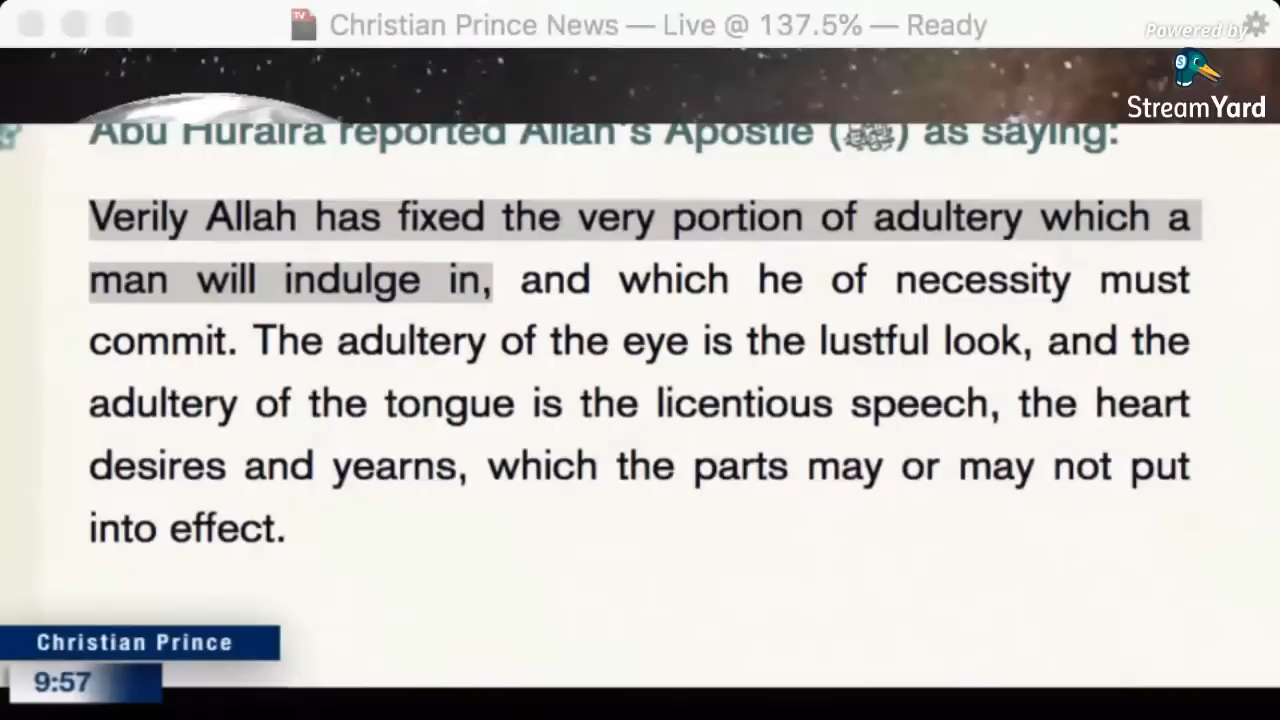 Christian Prince News — Live @ 137.5% — Ready
Powered by
StreamYard
Abu Huraira reported Allah's Apostle (ﷺ) as saying:
Verily Allah has fixed the very portion of adultery which a
man will indulge in, and which he of necessity must
commit. The adultery of the eye is the lustful look, and the
adultery of the tongue is the licentious speech, the heart
desires and yearns, which the parts may or may not put
into effect.
Christian Prince
9:57